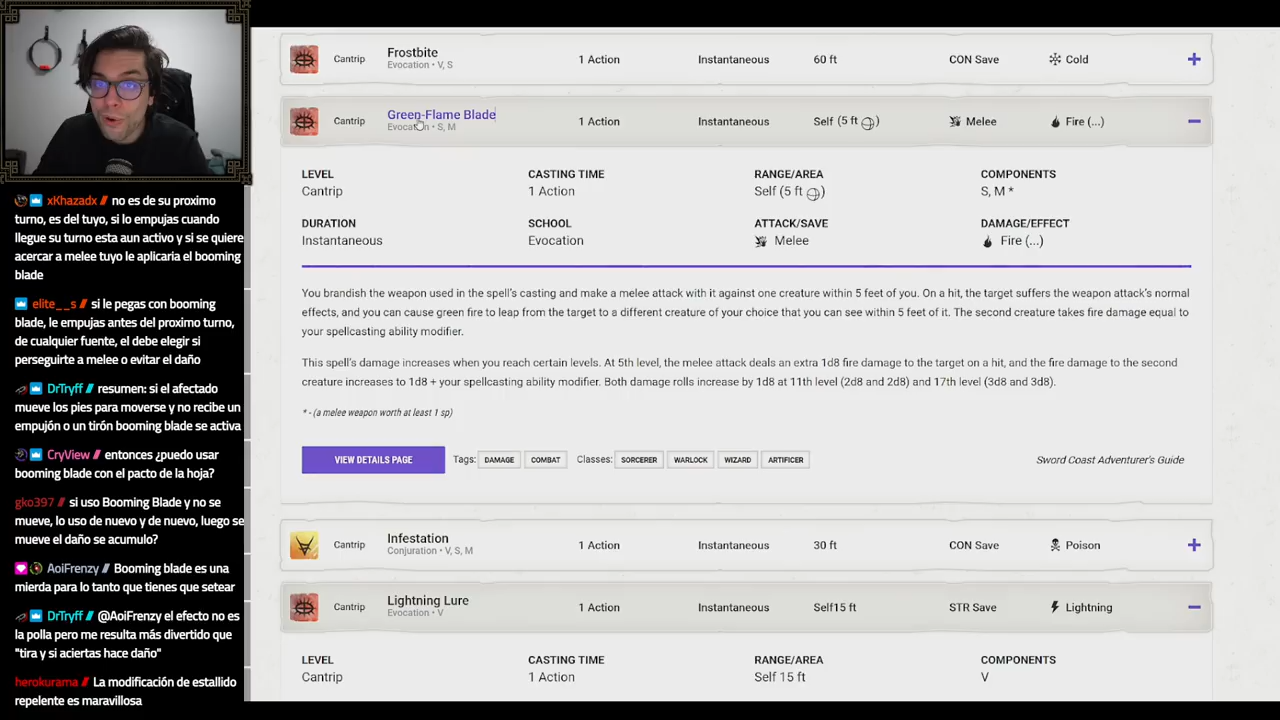 xKhazadx // no es de su proximo
turno, es del tuyo, si lo empujas cuando
llegue su turno esta aun activo y si se quiere
acercar a melee tuyo le aplicaria el booming
blade
elite__s // si le pegas con booming
blade, le empujas antes del proximo turno,
de cualquier fuente, el debe elegir si
perseguirte a melee o evitar el daño
DrTryff // resumen: si el afectado
mueve los pies para moverse y no recibe un
empujón o un tirón booming blade se activa
CryView // entonces ¿puedo usar
booming blade con el pacto de la hoja?
gko397 // si uso Booming Blade y no se
mueve, lo uso de nuevo y de nuevo, luego se
mueve el daño se acumulo?
AoiFrenzy // Booming blade es una
mierda para lo tanto que tienes que setear
DrTryff // @AoiFrenzy el efecto no es
la polla pero me resulta más divertido que
"tira y si aciertas hace daño"
herokurama // La modificación de estallido
repelente es maravillosa
Cantrip Frostbite 1 Action Instantaneous 60 ft CON Save Cold
Evocation • V, S
Cantrip Green-Flame Blade 1 Action Instantaneous Self (5 ft ) Melee Fire (...)
Evocation • S, M
LEVEL CASTING TIME RANGE/AREA COMPONENTS
Cantrip 1 Action Self (5 ft ) S, M *
DURATION SCHOOL ATTACK/SAVE DAMAGE/EFFECT
Instantaneous Evocation Melee Fire (...)
You brandish the weapon used in the spell's casting and make a melee attack with it against one creature within 5 feet of you. On a hit, the target suffers the weapon attack's normal
effects, and you can cause green fire to leap from the target to a different creature of your choice that you can see within 5 feet of it. The second creature takes fire damage equal to
your spellcasting ability modifier.
This spell's damage increases when you reach certain levels. At 5th level, the melee attack deals an extra 1d8 fire damage to the target on a hit, and the fire damage to the second
creature increases to 1d8 + your spellcasting ability modifier. Both damage rolls increase by 1d8 at 11th level (2d8 and 2d8) and 17th level (3d8 and 3d8).
* - (a melee weapon worth at least 1 sp)
VIEW DETAILS PAGE Tags: DAMAGE COMBAT Classes: SORCERER WARLOCK WIZARD ARTIFICER Sword Coast Adventurer's Guide
Cantrip Infestation 1 Action Instantaneous 30 ft CON Save Poison
Conjuration • V, S, M
Cantrip Lightning Lure 1 Action Instantaneous Self15 ft STR Save Lightning
Evocation • V
LEVEL CASTING TIME RANGE/AREA COMPONENTS
Cantrip 1 Action Self 15 ft V